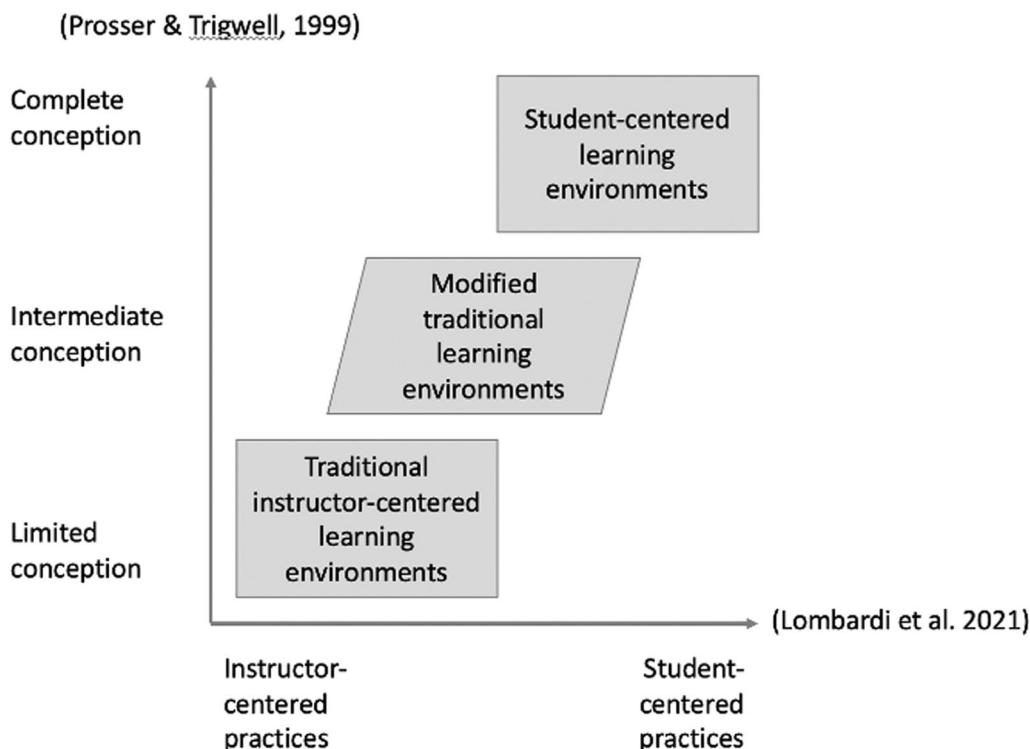 (Prosser & Trigwell, 1999)
Complete
conception
Student-centered
learning
environments
Intermediate
conception
Modified
traditional
learning
environments
Limited
conception
Traditional
instructor-centered
learning
environments
(Lombardi et al. 2021)
Instructor-
centered
practices
Student-
centered
practices